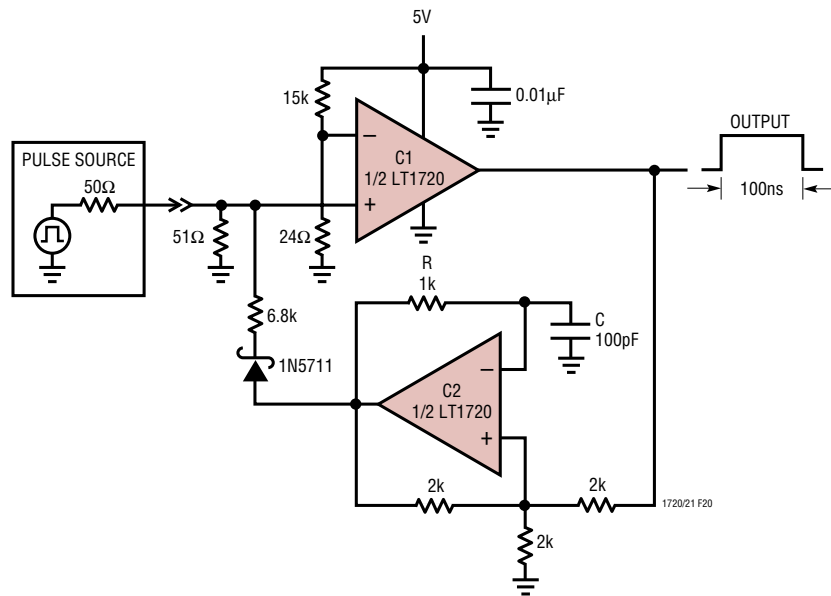 5V
15k
0.01µF
OUTPUT
PULSE SOURCE
50Ω
−
C1
1/2 LT1720
+
100ns
51Ω
24Ω
R
1k
6.8k
C
100pF
1N5711
−
C2
1/2 LT1720
+
2k
2k
1720/21 F20
2k